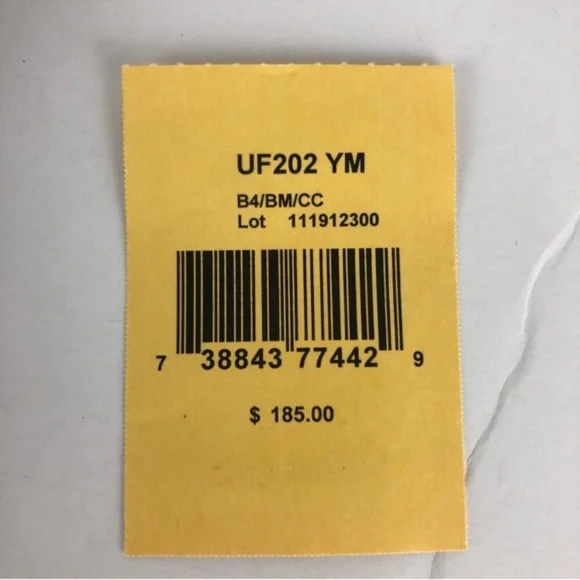 UF202 YM
B4/BM/CC
Lot 111912300
7 38843 77442 9
$ 185.00